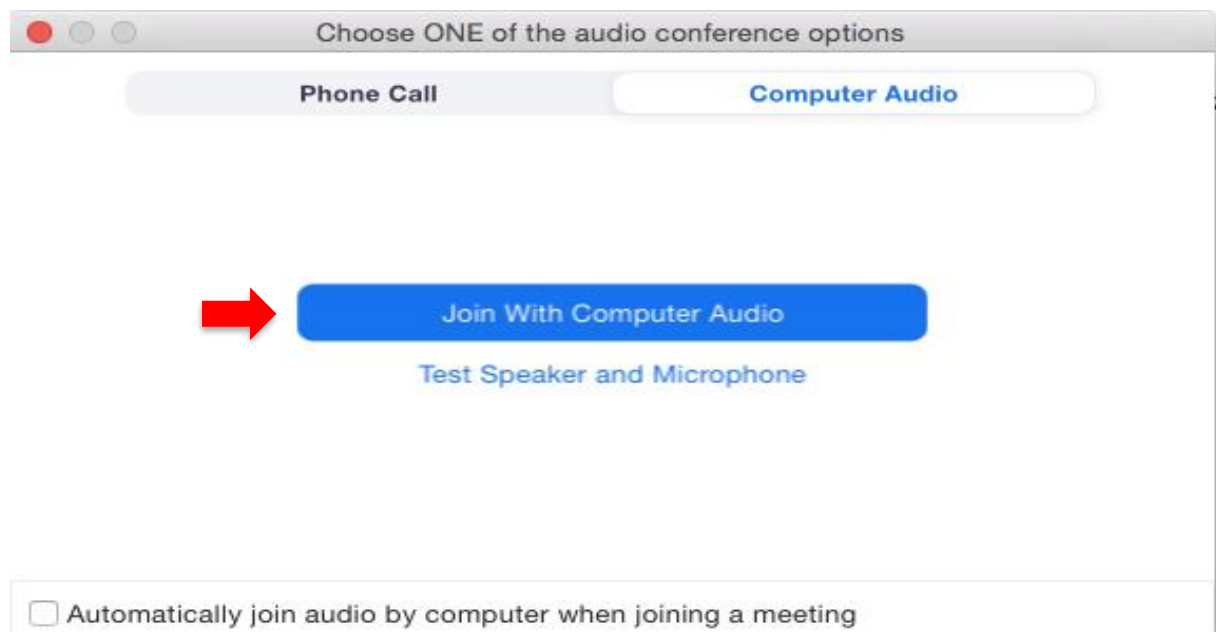 Choose ONE of the audio conference options
Phone Call
Computer Audio
Join With Computer Audio
Test Speaker and Microphone
Automatically join audio by computer when joining a meeting